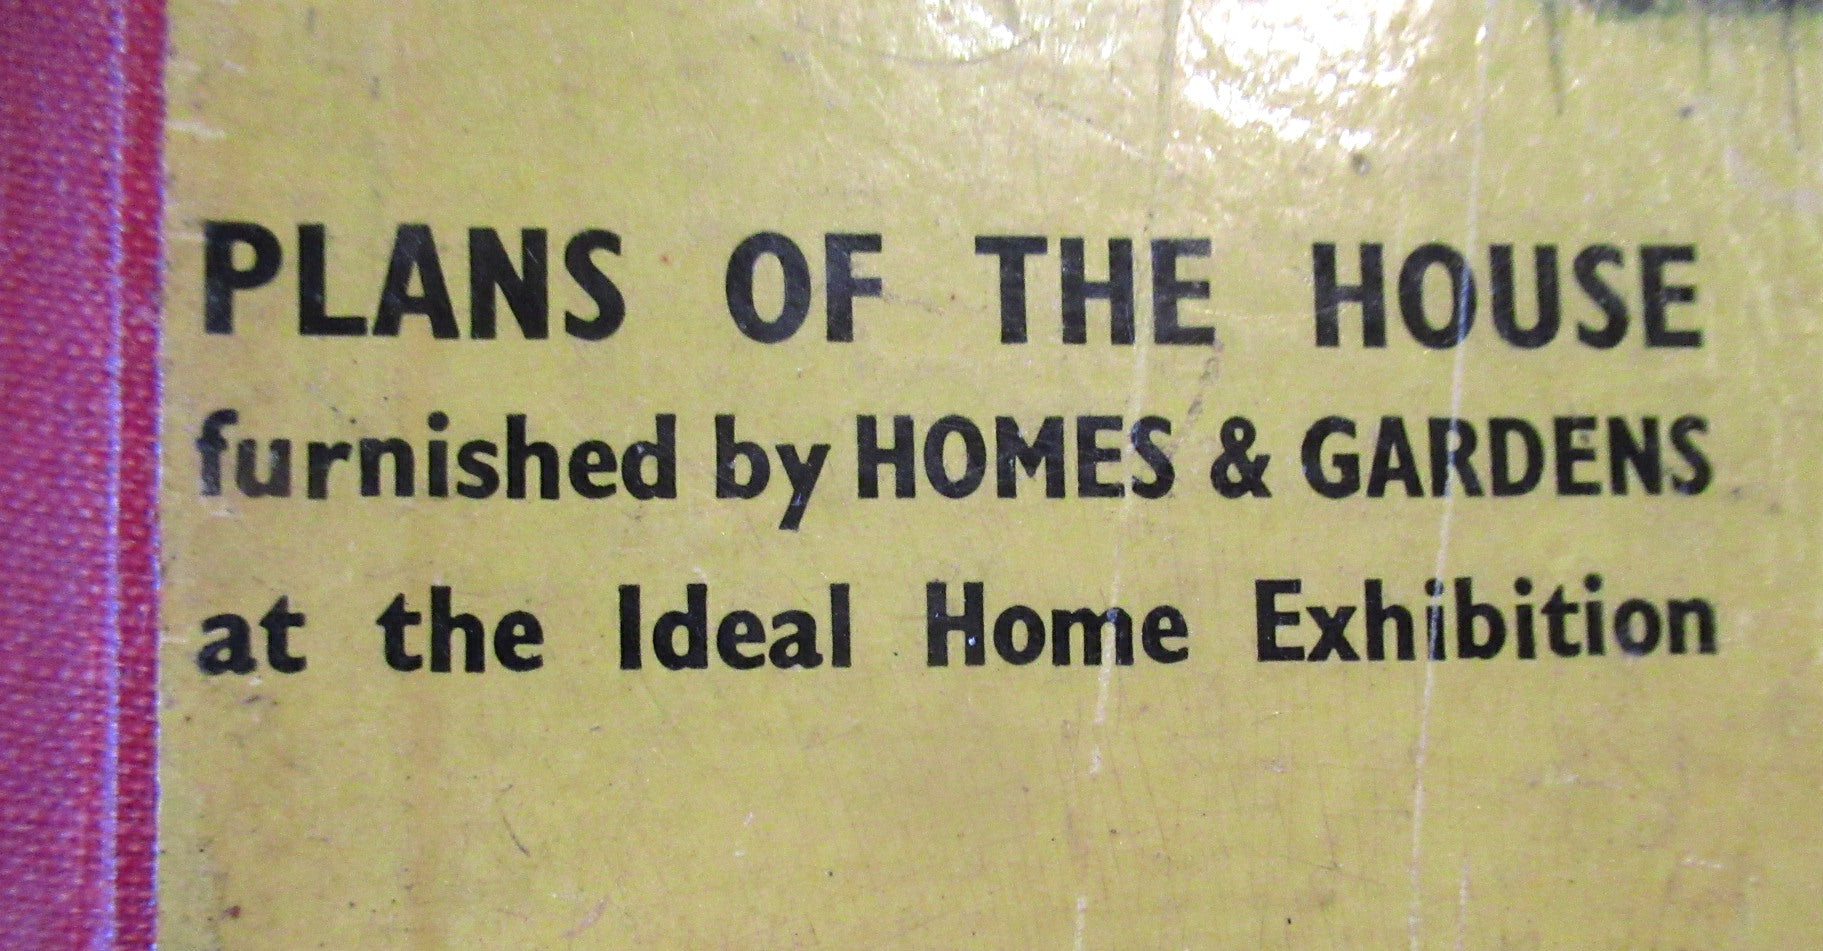 PLANS OF THE HOUSE
furnished by HOMES & GARDENS
at the Ideal Home Exhibition